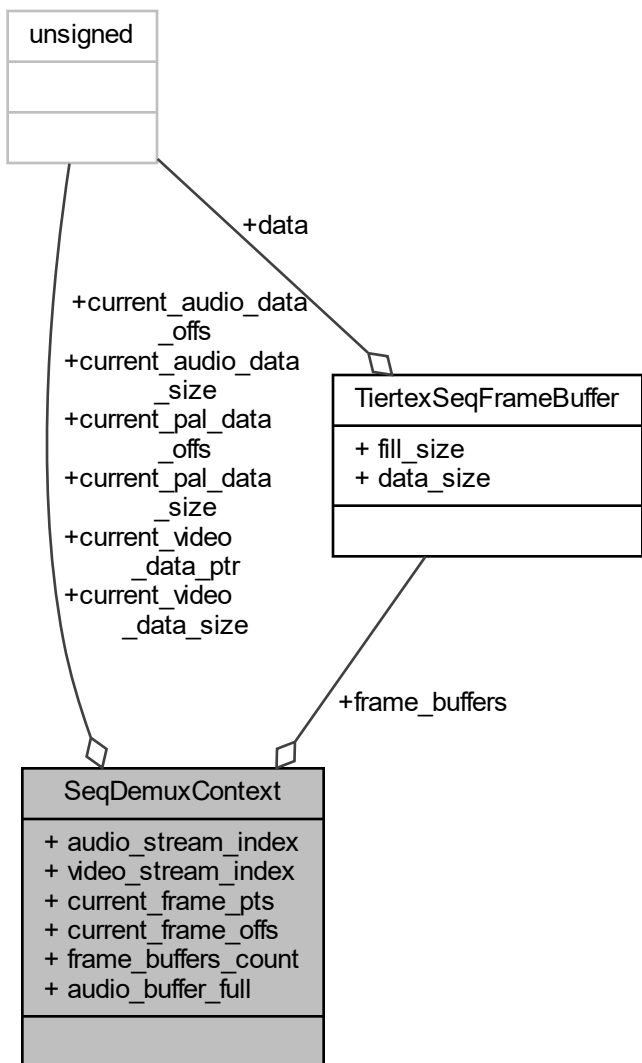 unsigned
+data
+current_audio_data
_offs
+current_audio_data
_size
+current_pal_data
_offs
+current_pal_data
_size
+current_video
_data_ptr
+current_video
_data_size
TiertexSeqFrameBuffer
+ fill_size
+ data_size
+frame_buffers
SeqDemuxContext
+ audio_stream_index
+ video_stream_index
+ current_frame_pts
+ current_frame_offs
+ frame_buffers_count
+ audio_buffer_full